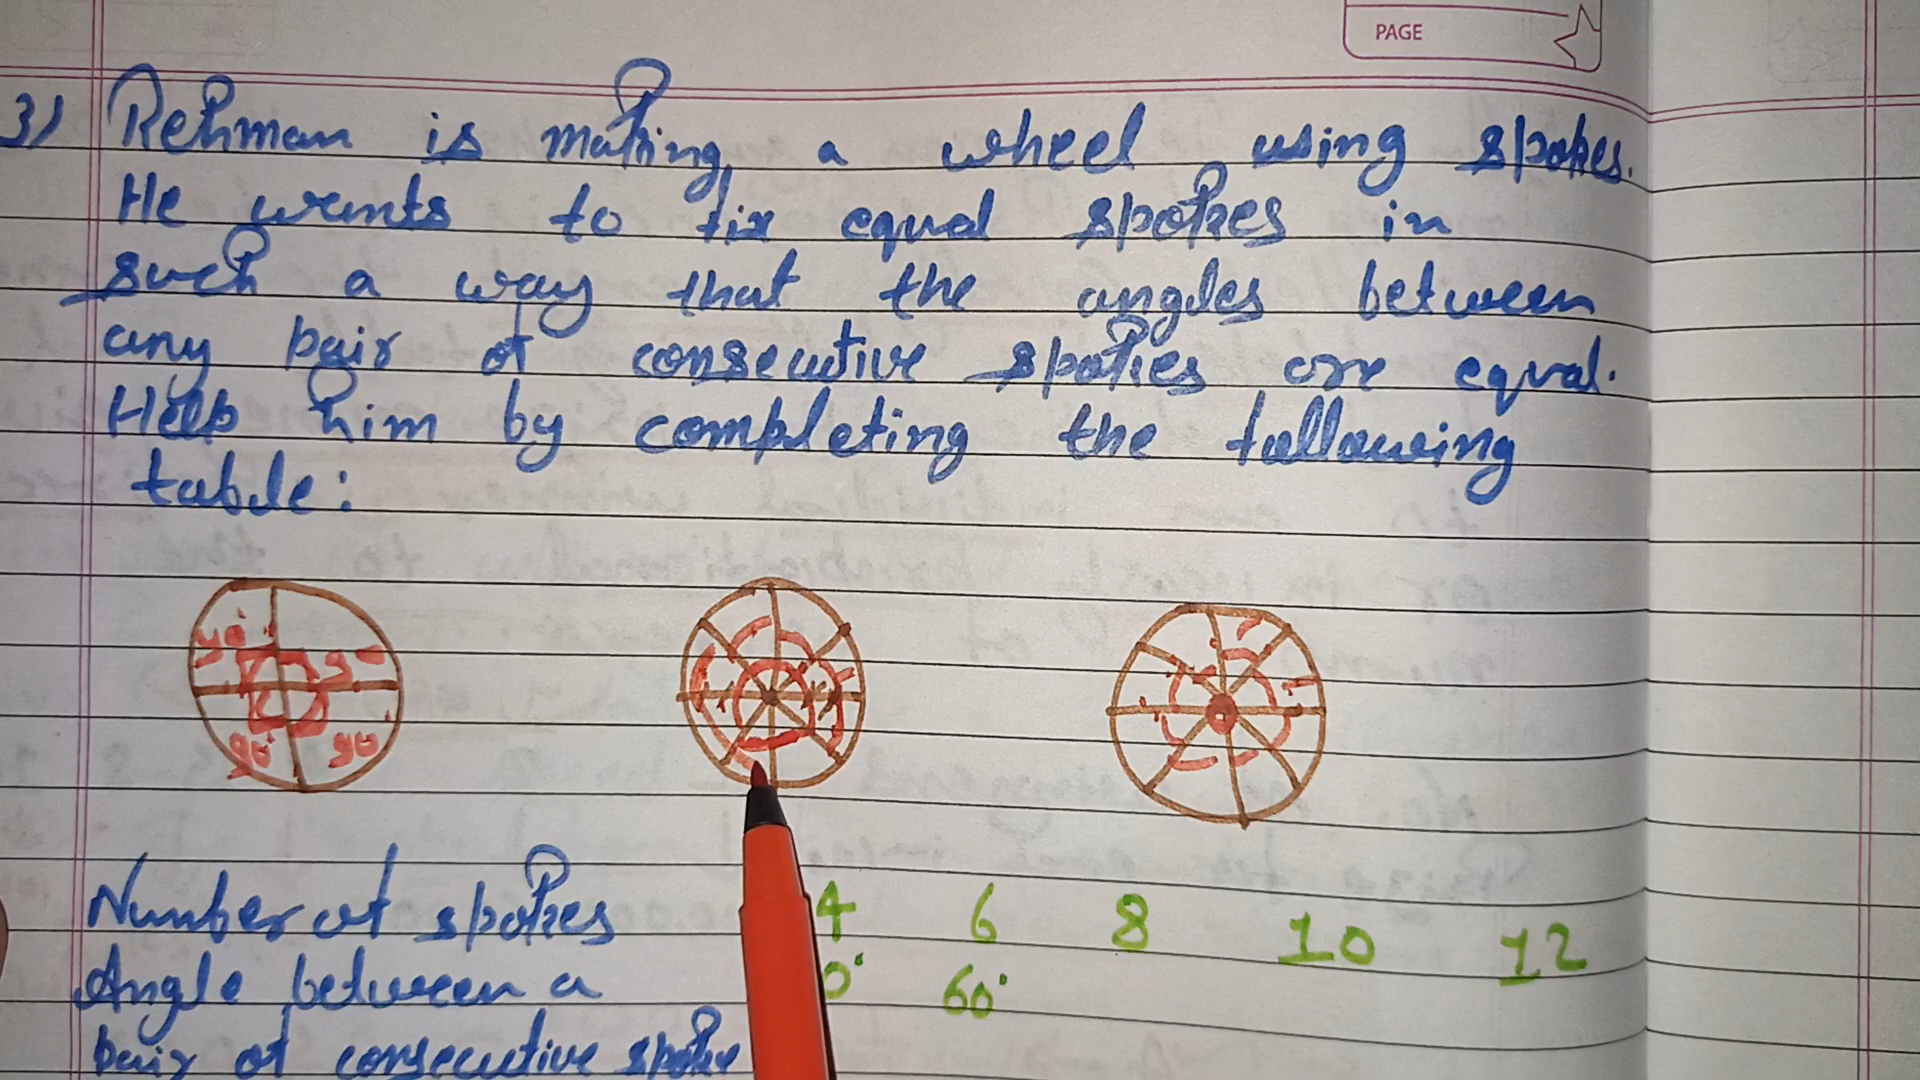 PAGE
3) Rehman is making a wheel using spokes.
He wants to fix equal spokes in
such a way that the angles between
any pair of consecutive spokes are equal.
Help him by completing the following
table:
90° 90
90° 90
Number of spokes 4 6 8 10 12
Angle between a 0° 60°
pair of consecutive spoke